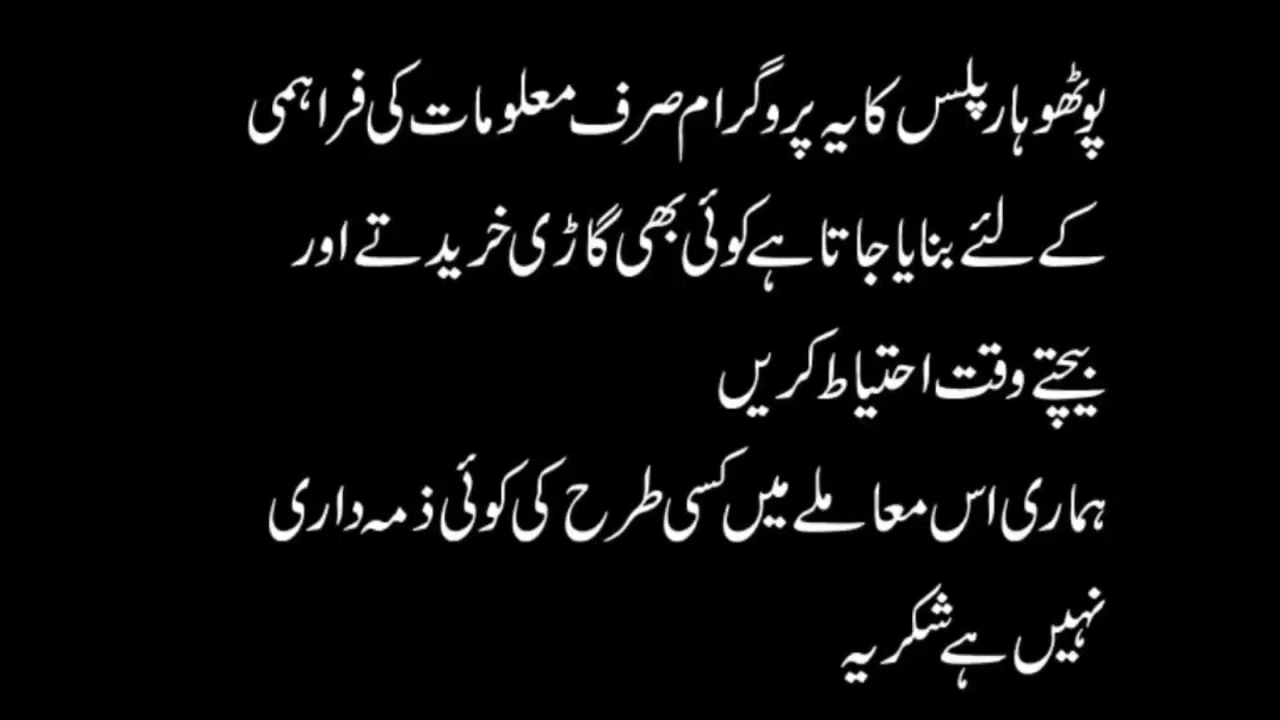 پوٹھوہار پلس کا یہ پروگرام صرف معلومات کی فراہمی
کے لئے بنایا جاتا ہے کوئی بھی گاڑی خریدتے اور
بیچتے وقت احتیاط کریں
ہماری اس معاملے میں کسی طرح کی کوئی ذمہ داری
نہیں ہے شکریہ